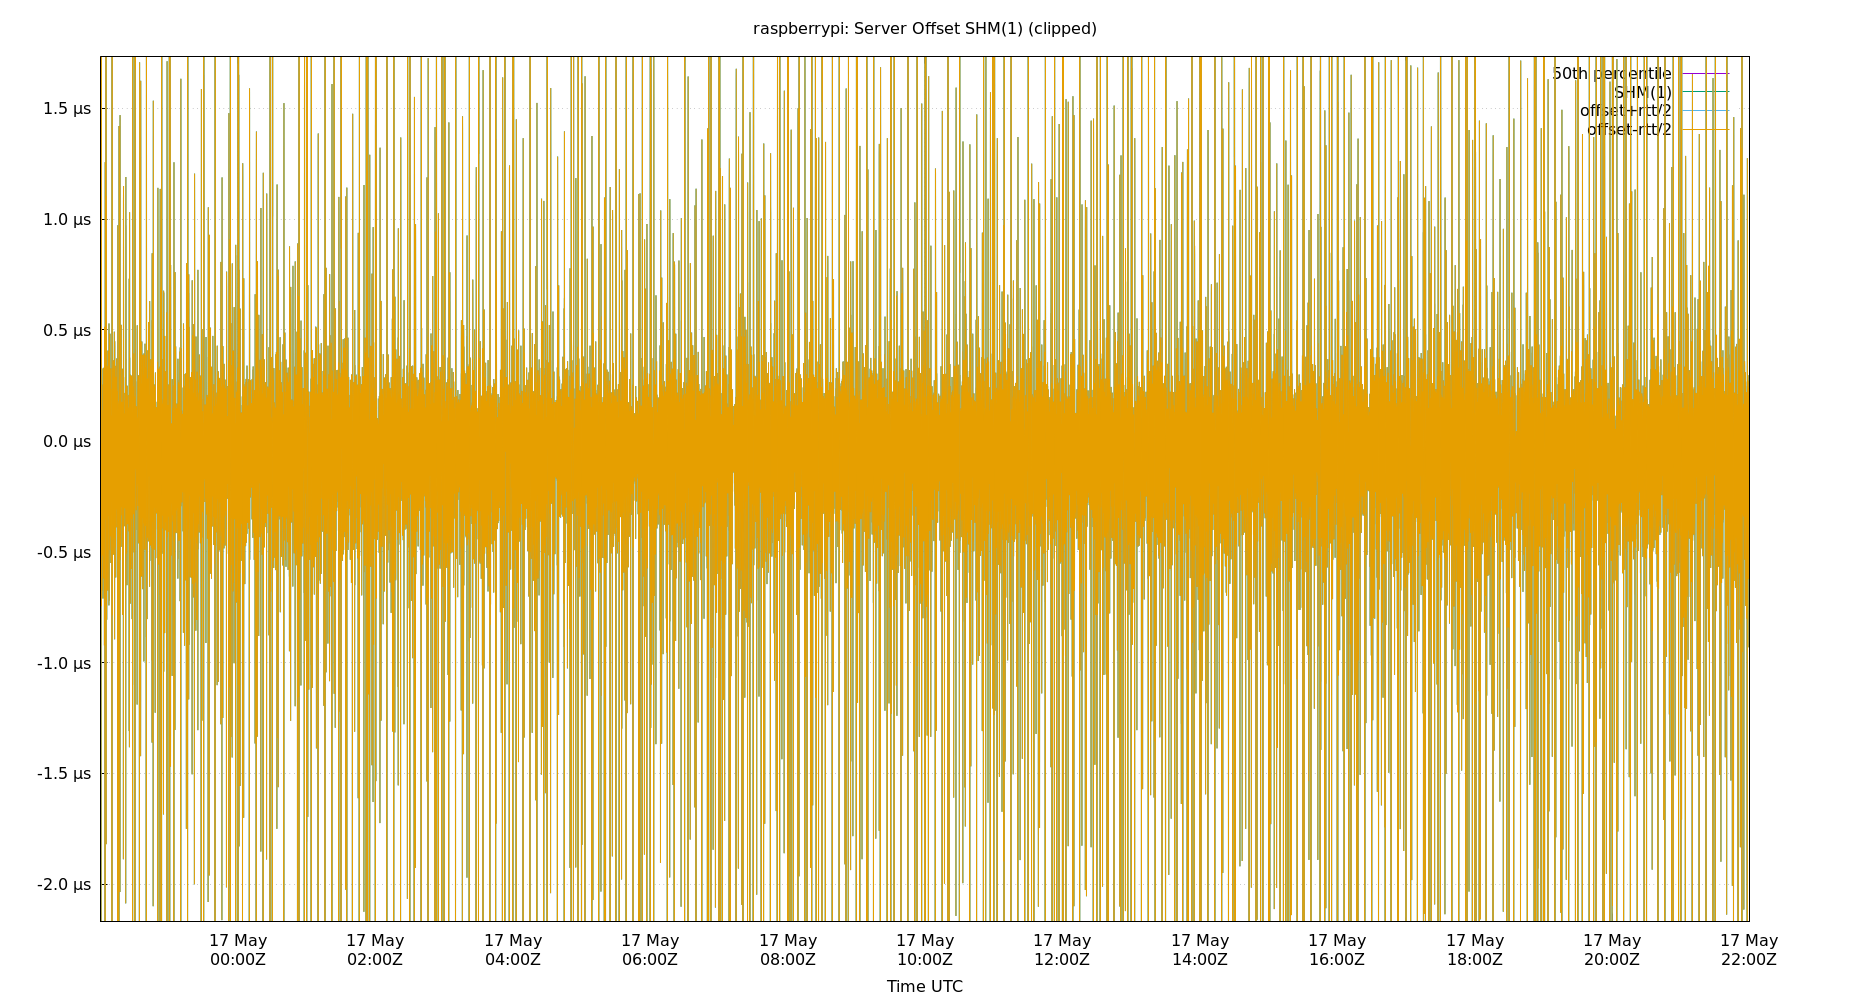 raspberrypi: Server Offset SHM(1) (clipped)
50th percentile
SHM(1)
offset+rtt/2
offset-rtt/2
1.5 µs
1.0 µs
0.5 µs
0.0 µs
-0.5 µs
-1.0 µs
-1.5 µs
-2.0 µs
17 May 17 May 17 May 17 May 17 May 17 May 17 May 17 May 17 May 17 May 17 May 17 May
00:00Z 02:00Z 04:00Z 06:00Z 08:00Z 10:00Z 12:00Z 14:00Z 16:00Z 18:00Z 20:00Z 22:00Z
Time UTC